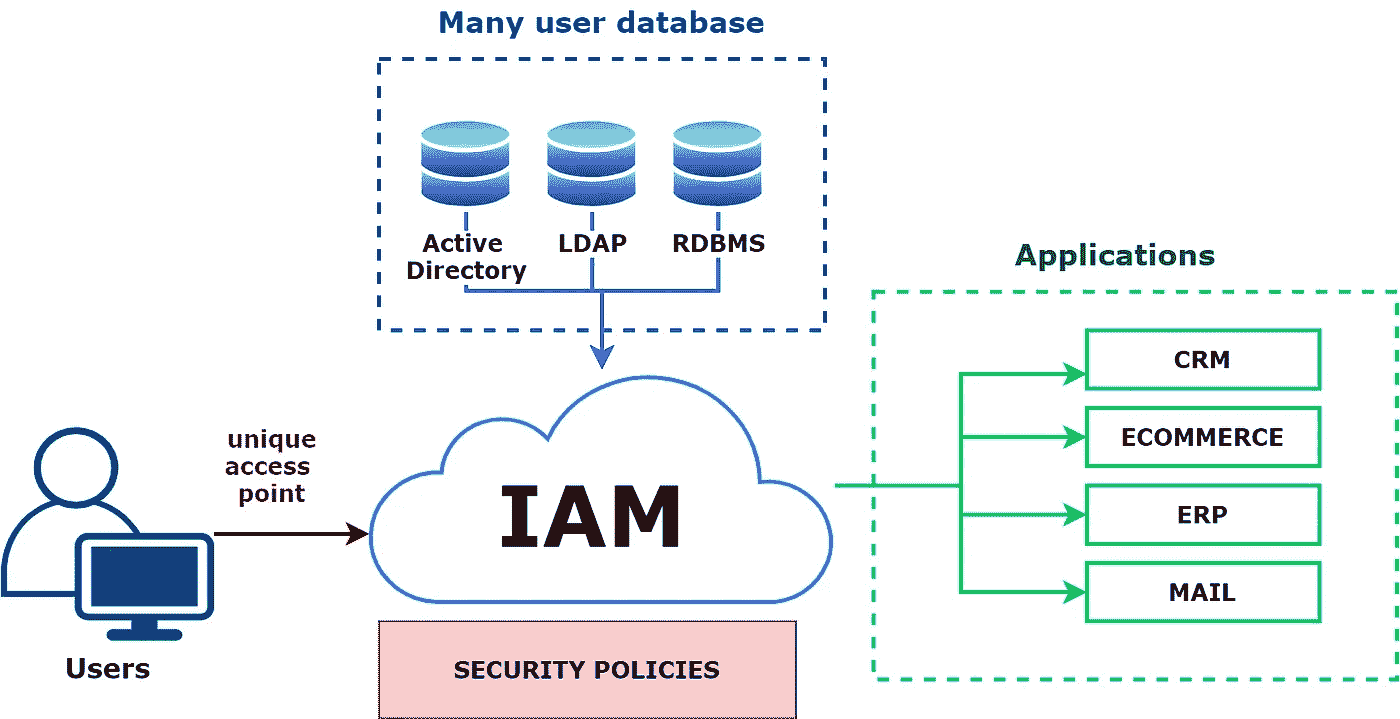 Many user database
Active
Directory
LDAP
RDBMS
Applications
CRM
ECOMMERCE
ERP
MAIL
unique
access
point
IAM
Users
SECURITY POLICIES